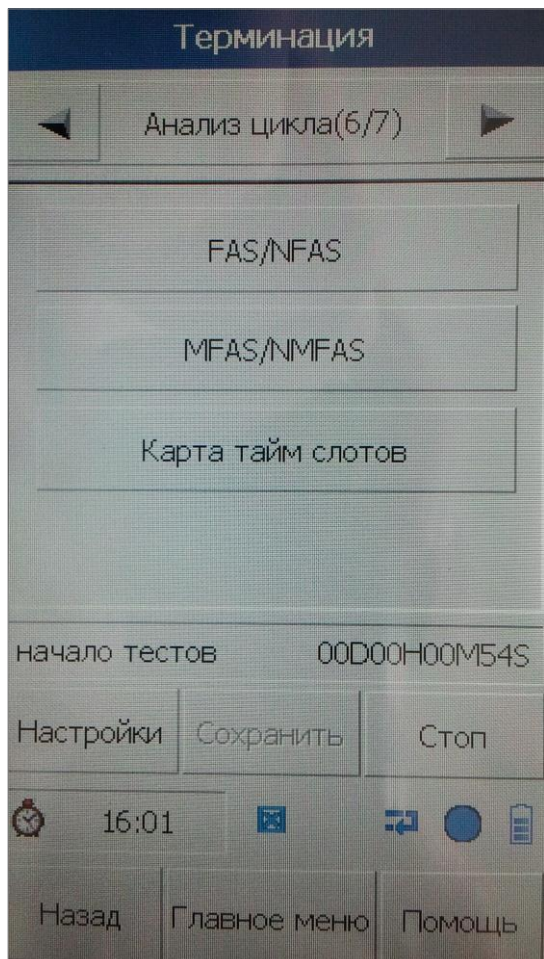 Терминация
Анализ цикла(6/7)
FAS/NFAS
MFAS/NMFAS
Карта тайм слотов
начало тестов 00D00H00M54S
Настройки Сохранить Стоп
16:01
Назад Главное меню Помощь